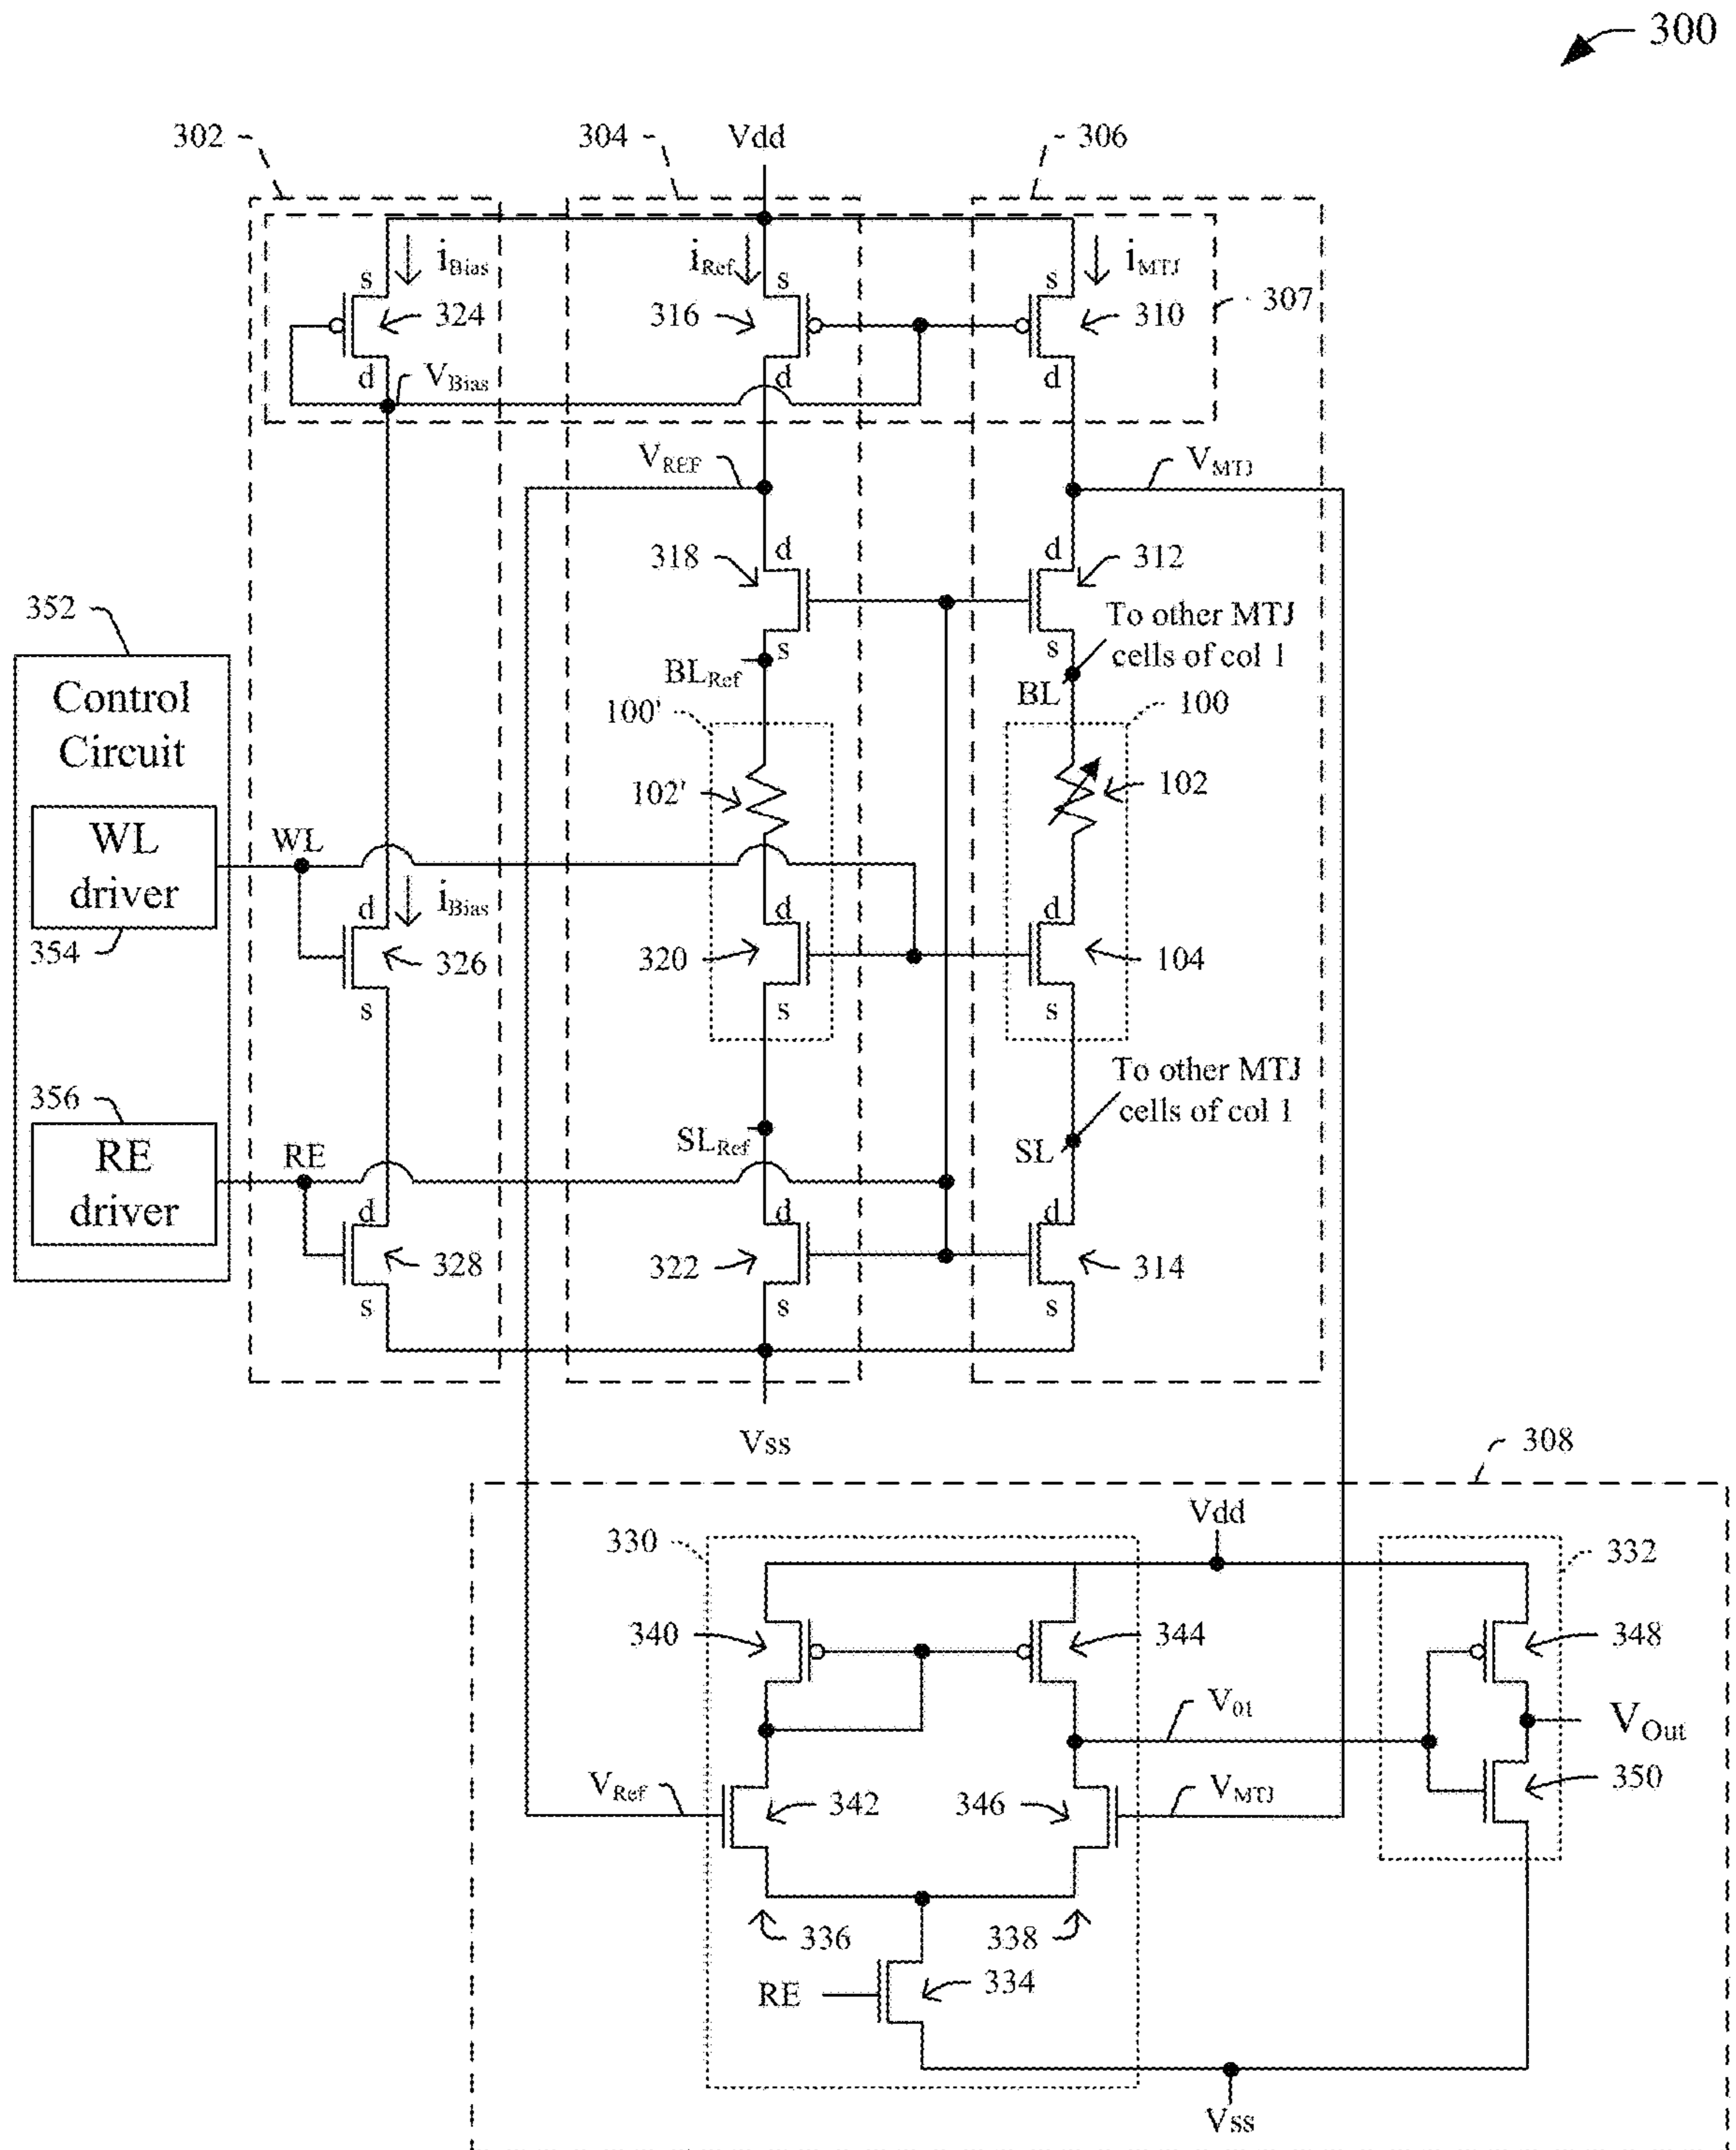 300
302
304
Vdd
306
s
iBias
iRef
s
iMTJ
s
324
316
310
307
d
VBias
d
d
VREF
VMTJ
318
d
d
312
352
s
s
To other MTJ
cells of col 1
BLRef
BL
100'
100
Control
Circuit
102'
102
WL
driver
WL
354
d
iBias
326
s
320
d
s
d
104
s
To other MTJ
cells of col 1
356
RE
driver
RE
SLRef
SL
d
328
s
322
d
s
d
314
s
Vss
308
Vdd
330
332
340
344
348
V01
VOut
VRef
342
346
VMTJ
350
336
338
RE
334
Vss